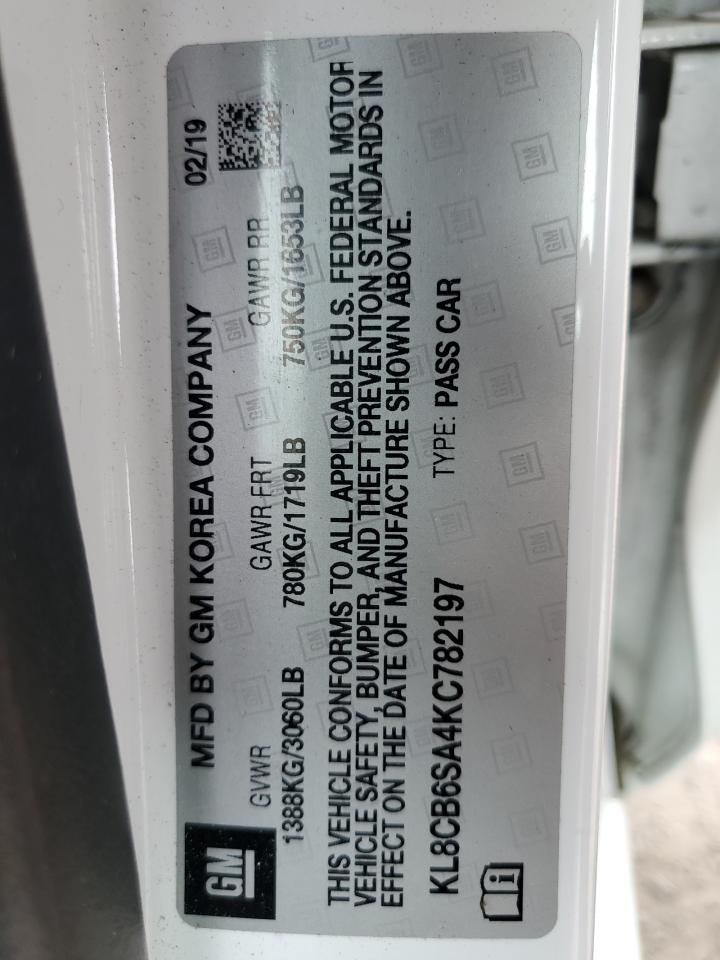 GM
MFD BY GM KOREA COMPANY 02/19
GVWR GAWR FRT GAWR RR
1388KG/3060LB 780KG/1719LB 750KG/1653LB
THIS VEHICLE CONFORMS TO ALL APPLICABLE U.S. FEDERAL MOTOR
VEHICLE SAFETY, BUMPER, AND THEFT PREVENTION STANDARDS IN
EFFECT ON THE DATE OF MANUFACTURE SHOWN ABOVE.
KL8CB6SA4KC782197 TYPE: PASS CAR